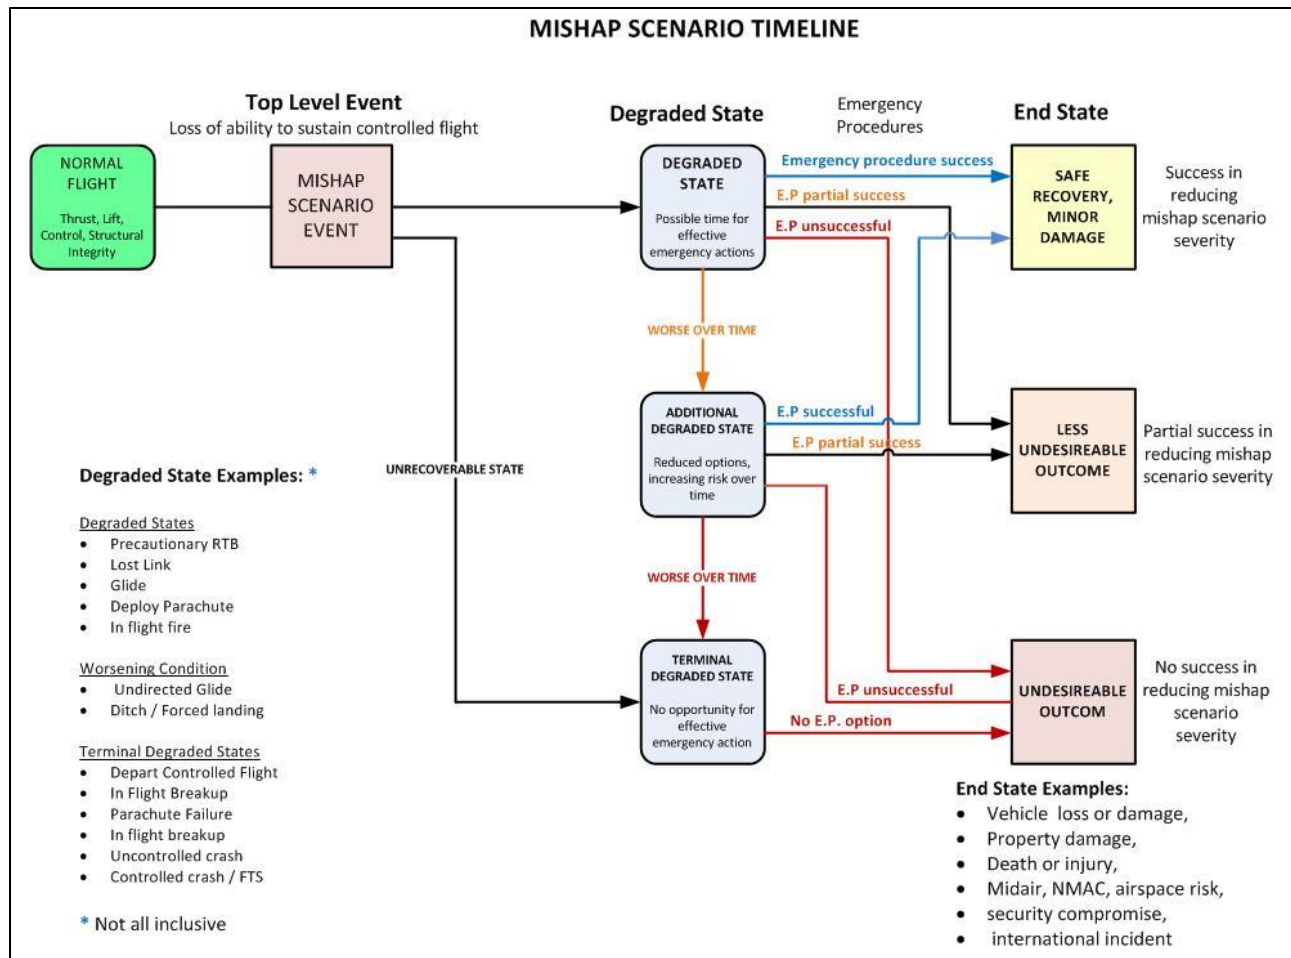 MISHAP SCENARIO TIMELINE
Top Level Event
Loss of ability to sustain controlled flight
Degraded State
Emergency
Procedures
End State
NORMAL
FLIGHT
Thrust, Lift,
Control, Structural
Integrity
MISHAP
SCENARIO
EVENT
DEGRADED
STATE
Possible time for
effective
emergency actions
Emergency procedure success
E.P partial success
E.P unsuccessful
SAFE
RECOVERY,
MINOR
DAMAGE
Success in
reducing
mishap scenario
severity
WORSE OVER TIME
ADDITIONAL
DEGRADED STATE
Reduced options,
increasing risk over
time
E.P successful
E.P partial success
LESS
UNDESIREABLE
OUTCOME
Partial success in
reducing mishap
scenario severity
UNRECOVERABLE STATE
WORSE OVER TIME
TERMINAL
DEGRADED STATE
No opportunity for
effective
emergency action
E.P unsuccessful
No E.P. option
UNDESIREABLE
OUTCOM
No success in
reducing mishap
scenario
severity
Degraded State Examples: *
Degraded States
• Precautionary RTB
• Lost Link
• Glide
• Deploy Parachute
• In flight fire
Worsening Condition
• Undirected Glide
• Ditch / Forced landing
Terminal Degraded States
• Depart Controlled Flight
• In Flight Breakup
• Parachute Failure
• In flight breakup
• Uncontrolled crash
• Controlled crash / FTS
* Not all inclusive
End State Examples:
• Vehicle loss or damage,
• Property damage,
• Death or injury,
• Midair, NMAC, airspace risk,
• security compromise,
• international incident